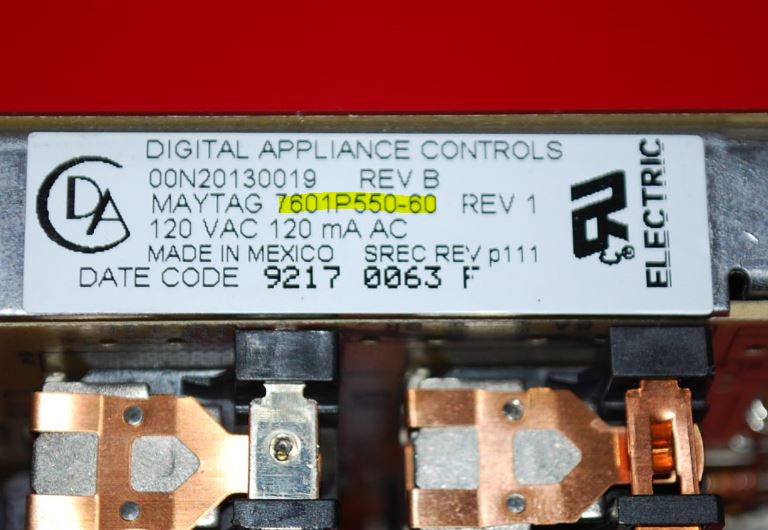 DIGITAL APPLIANCE CONTROLS
00N20130019 REV B
MAYTAG 7601P550-60 REV 1
120 VAC 120 mA AC
MADE IN MEXICO SREC REV p111
DATE CODE 9217 0063 F
DA
c RU ®
ELECTRIC